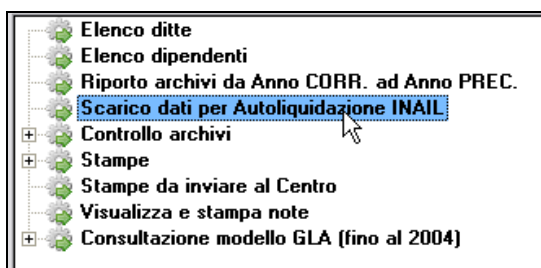 Elenco ditte
Elenco dipendenti
Riporto archivi da Anno CORR. ad Anno PREC.
Scarico dati per Autoliquidazione INAIL
Controllo archivi
Stampe
Stampe da inviare al Centro
Visualizza e stampa note
Consultazione modello GLA (fino al 2004)